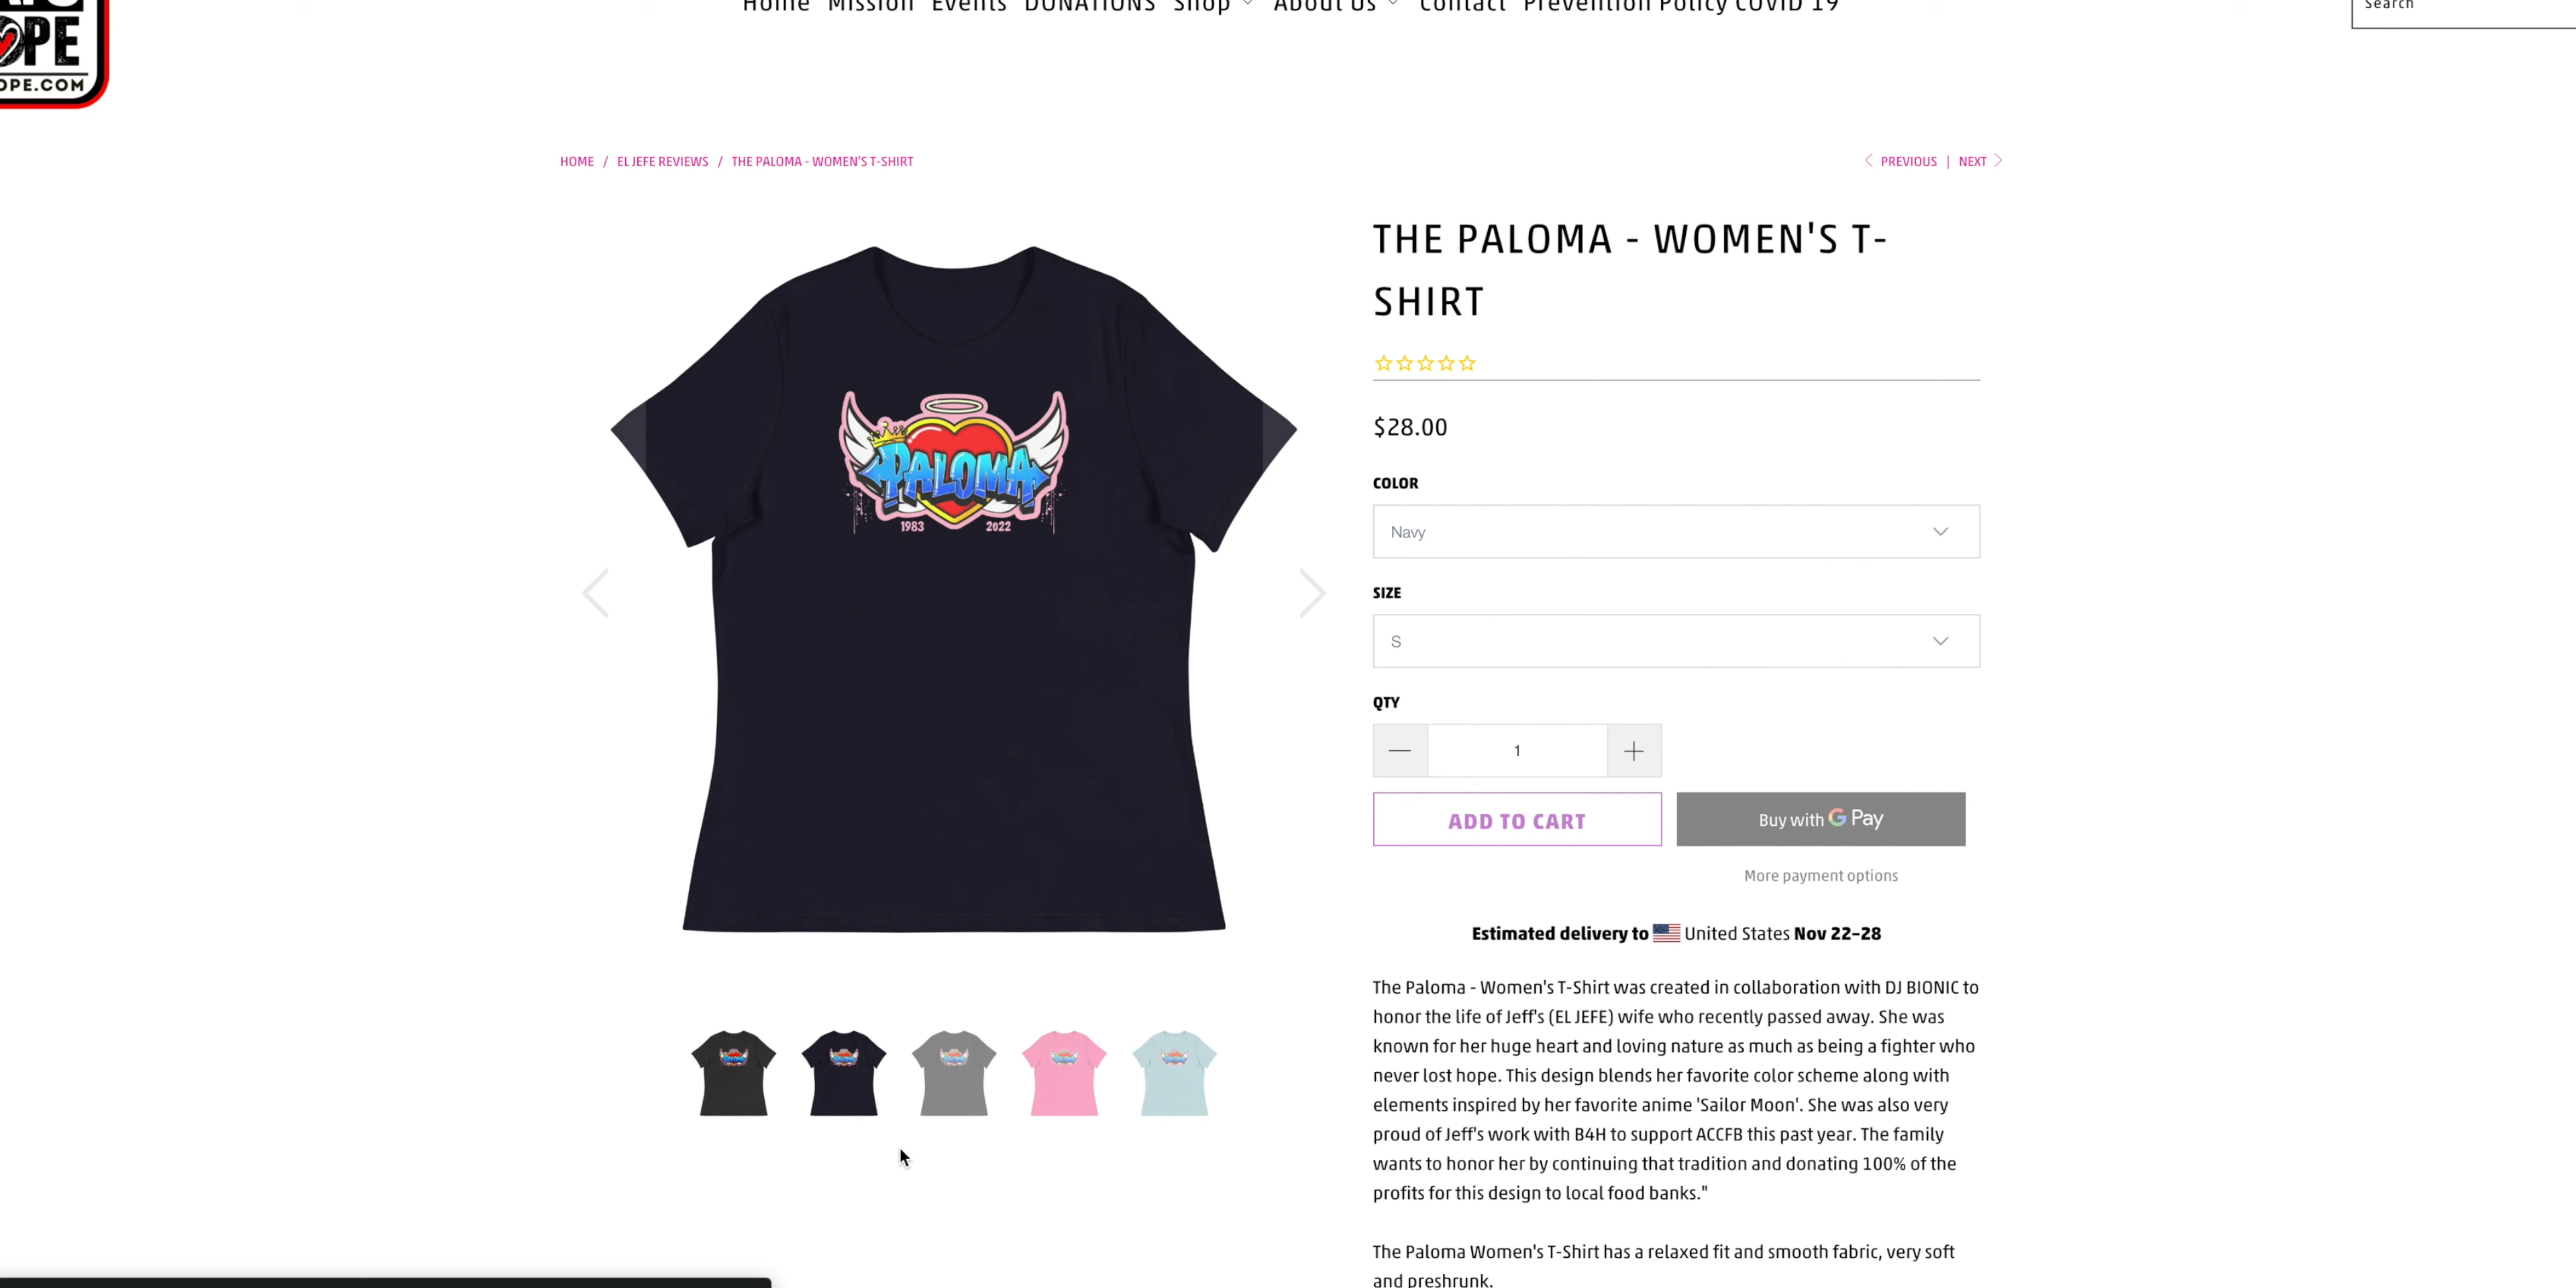 Home Mission Events DONATIONS Shop About Us Contact Prevention Policy COVID 19
Search
OPE
OPE.COM
HOME / EL JEFE REVIEWS / THE PALOMA - WOMEN'S T-SHIRT
PREVIOUS | NEXT
PALOMA
1983 2022
THE PALOMA - WOMEN'S T-
SHIRT
$28.00
COLOR
Navy
SIZE
S
QTY
1
ADD TO CART
Buy with G Pay
More payment options
Estimated delivery to United States Nov 22–28
The Paloma - Women's T-Shirt was created in collaboration with DJ BIONIC to
honor the life of Jeff's (EL JEFE) wife who recently passed away. She was
known for her huge heart and loving nature as much as being a fighter who
never lost hope. This design blends her favorite color scheme along with
elements inspired by her favorite anime 'Sailor Moon'. She was also very
proud of Jeff's work with B4H to support ACCFB this past year. The family
wants to honor her by continuing that tradition and donating 100% of the
profits for this design to local food banks."
The Paloma Women's T-Shirt has a relaxed fit and smooth fabric, very soft
and preshrunk.